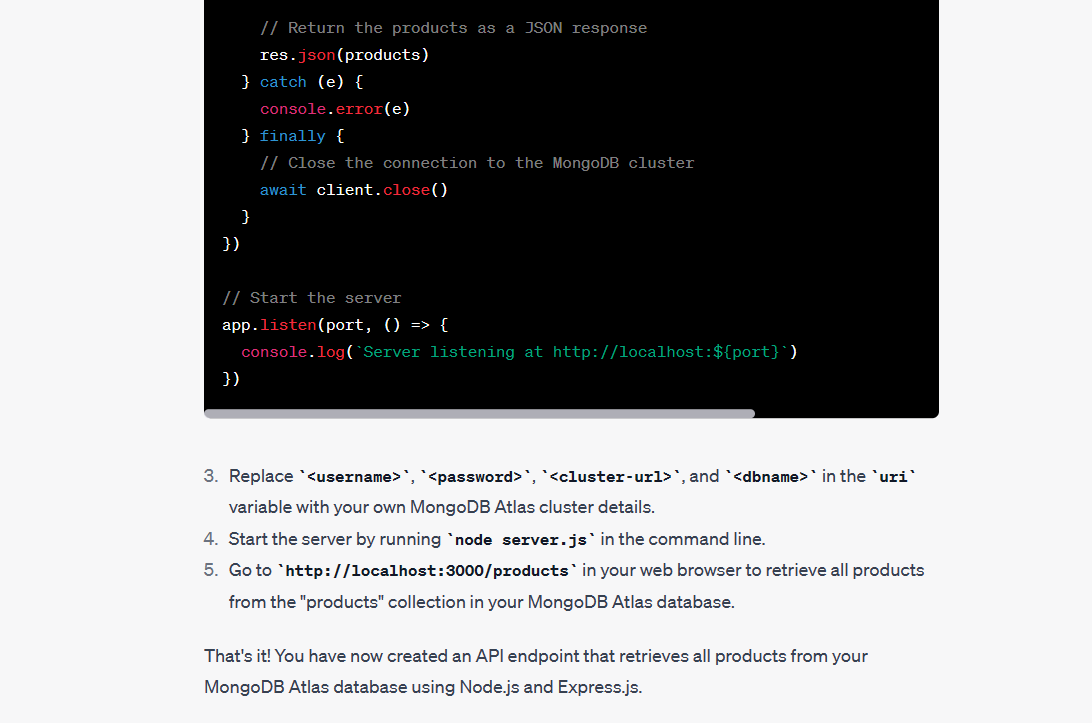 // Return the products as a JSON response
res.json(products)
} catch (e) {
console.error(e)
} finally {
// Close the connection to the MongoDB cluster
await client.close()
}
})
// Start the server
app.listen(port, () => {
console.log(`Server listening at http://localhost:${port}`)
})
3. Replace `<username>`, `<password>`, `<cluster-url>`, and `<dbname>` in the `uri`
variable with your own MongoDB Atlas cluster details.
4. Start the server by running `node server.js` in the command line.
5. Go to `http://localhost:3000/products` in your web browser to retrieve all products
from the "products" collection in your MongoDB Atlas database.
That's it! You have now created an API endpoint that retrieves all products from your
MongoDB Atlas database using Node.js and Express.js.